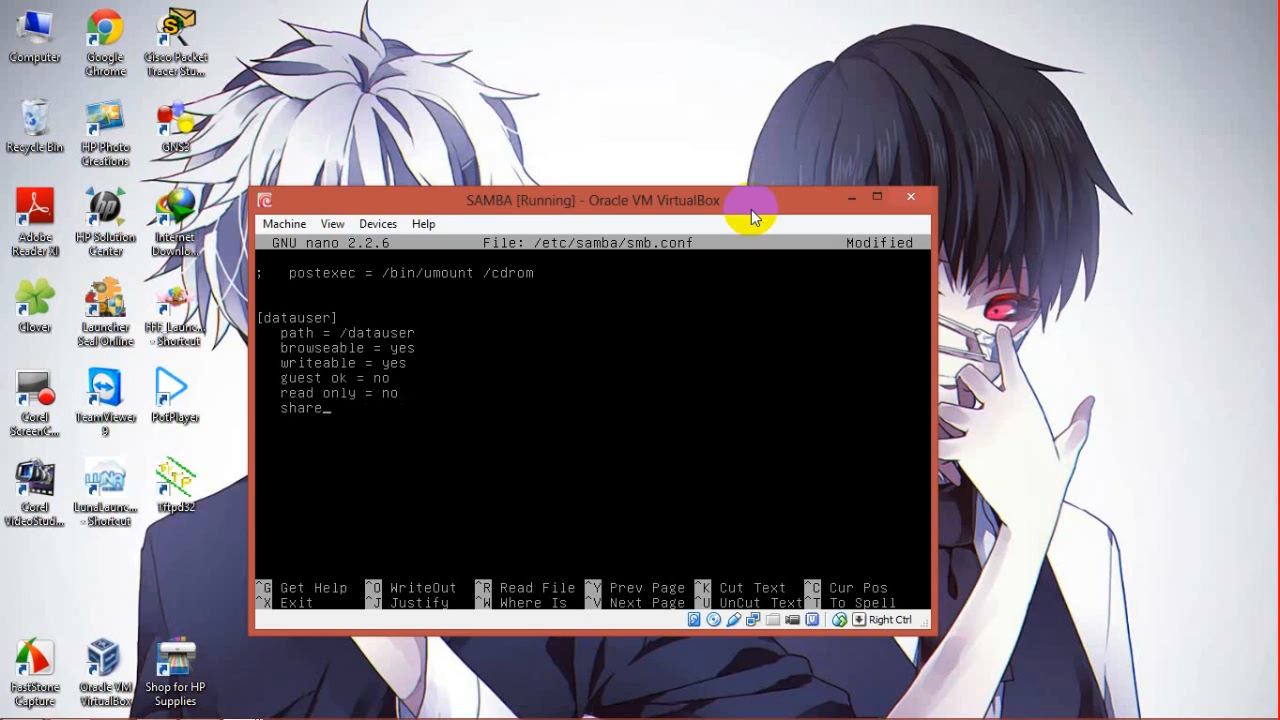 Computer
Google Chrome
Cisco Packet Tracer Stu...
Recycle Bin
HP Photo Creations
GNS3
Adobe Reader XI
HP Solution Center
Internet Downlo...
Clover
Launcher Seal Online
FFF_Launc... - Shortcut
Corel ScreenC...
TeamViewer 9
PotPlayer
Corel VideoStud...
LunaLaunc... - Shortcut
Tftpd32
FastStone Capture
Oracle VM VirtualBox
Shop for HP Supplies
SAMBA [Running] - Oracle VM VirtualBox
Machine View Devices Help
GNU nano 2.2.6 File: /etc/samba/smb.conf Modified
; postexec = /bin/umount /cdrom
[datauser]
path = /datauser
browseable = yes
writeable = yes
guest ok = no
read only = no
share_
^G Get Help ^O WriteOut ^R Read File ^Y Prev Page ^K Cut Text ^C Cur Pos
^X Exit ^J Justify ^W Where Is ^V Next Page ^U UnCut Text ^T To Spell
Right Ctrl